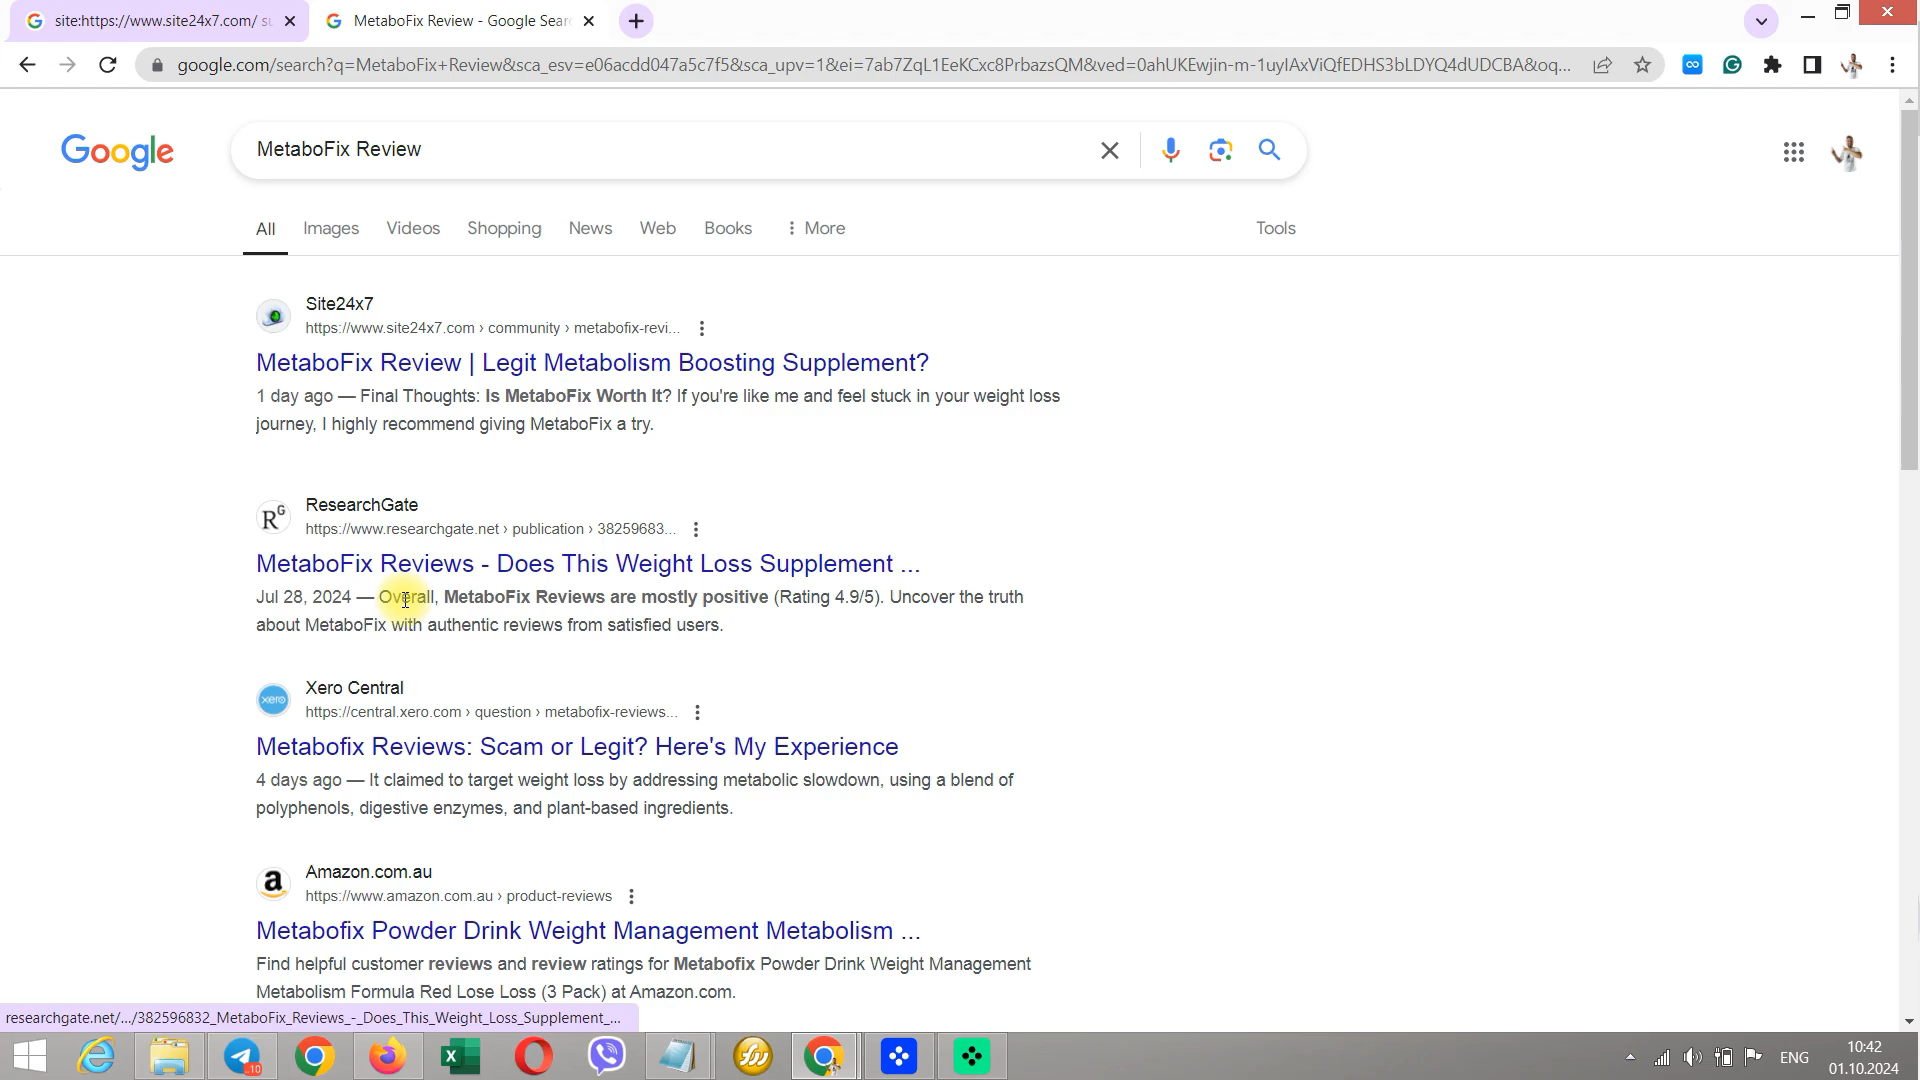 site:https://www.site24x7.com/ su
MetaboFix Review - Google Sear
google.com/search?q=MetaboFix+Review&sca_esv=e06acdd047a5c7f5&sca_upv=1&ei=7ab7ZqL1EeKCxc8PrbazsQM&ved=0ahUKEwjin-m-1uyIAxViQfEDHS3bLDYQ4dUDCBA&oq...
Google
MetaboFix Review
All
Images
Videos
Shopping
News
Web
Books
More
Tools
Site24x7
https://www.site24x7.com › community › metabofix-revi...
MetaboFix Review | Legit Metabolism Boosting Supplement?
1 day ago — Final Thoughts: Is MetaboFix Worth It? If you're like me and feel stuck in your weight loss
journey, I highly recommend giving MetaboFix a try.
RG
ResearchGate
https://www.researchgate.net › publication › 38259683...
MetaboFix Reviews - Does This Weight Loss Supplement ...
Jul 28, 2024 — Overall, MetaboFix Reviews are mostly positive (Rating 4.9/5). Uncover the truth
about MetaboFix with authentic reviews from satisfied users.
xero
Xero Central
https://central.xero.com › question › metabofix-reviews...
Metabofix Reviews: Scam or Legit? Here's My Experience
4 days ago — It claimed to target weight loss by addressing metabolic slowdown, using a blend of
polyphenols, digestive enzymes, and plant-based ingredients.
a
Amazon.com.au
https://www.amazon.com.au › product-reviews
Metabofix Powder Drink Weight Management Metabolism ...
Find helpful customer reviews and review ratings for Metabofix Powder Drink Weight Management
Metabolism Formula Red Lose Loss (3 Pack) at Amazon.com.
researchgate.net/.../382596832_MetaboFix_Reviews_-_Does_This_Weight_Loss_Supplement_...
10
ENG
10:42
01.10.2024